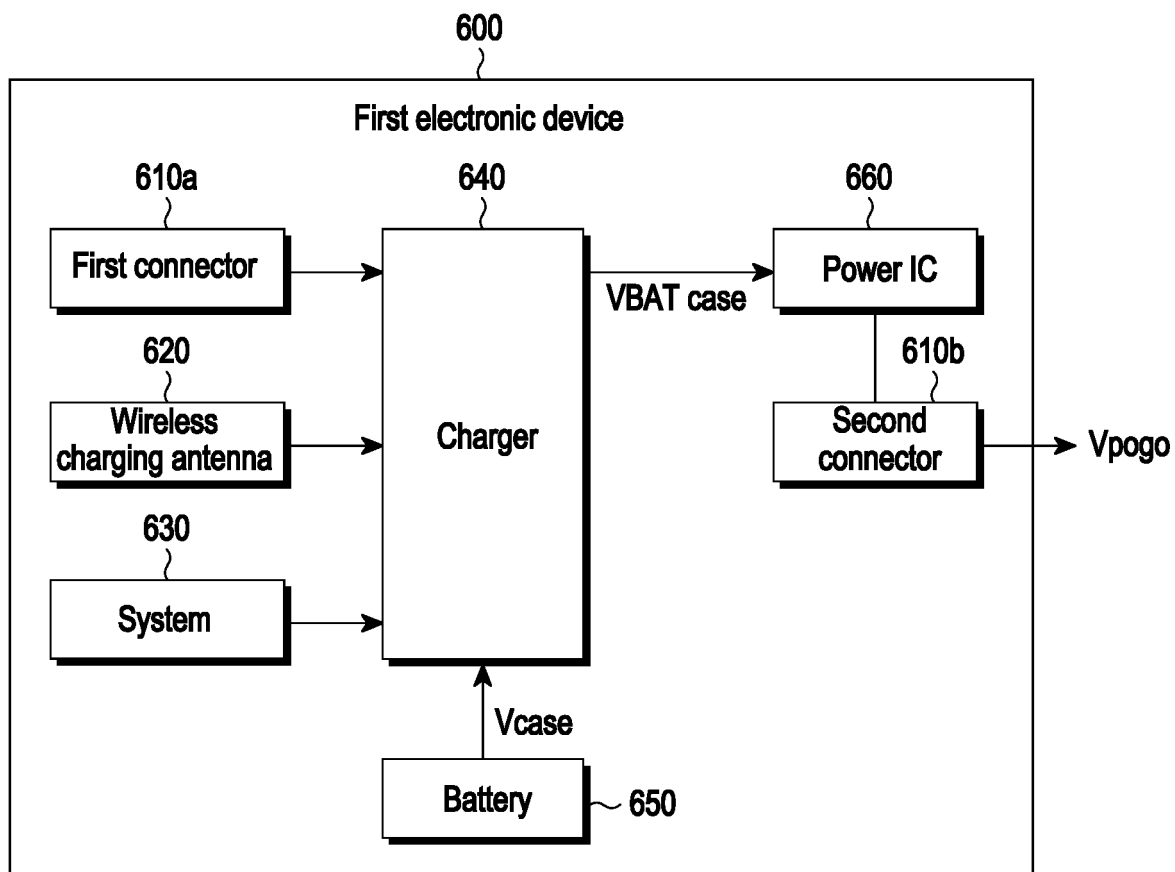 600
First electronic device
610a
640
660
First connector
Power IC
VBAT case
620
610b
Wireless
charging antenna
Charger
Second
connector
Vpogo
630
System
Vcase
Battery
650